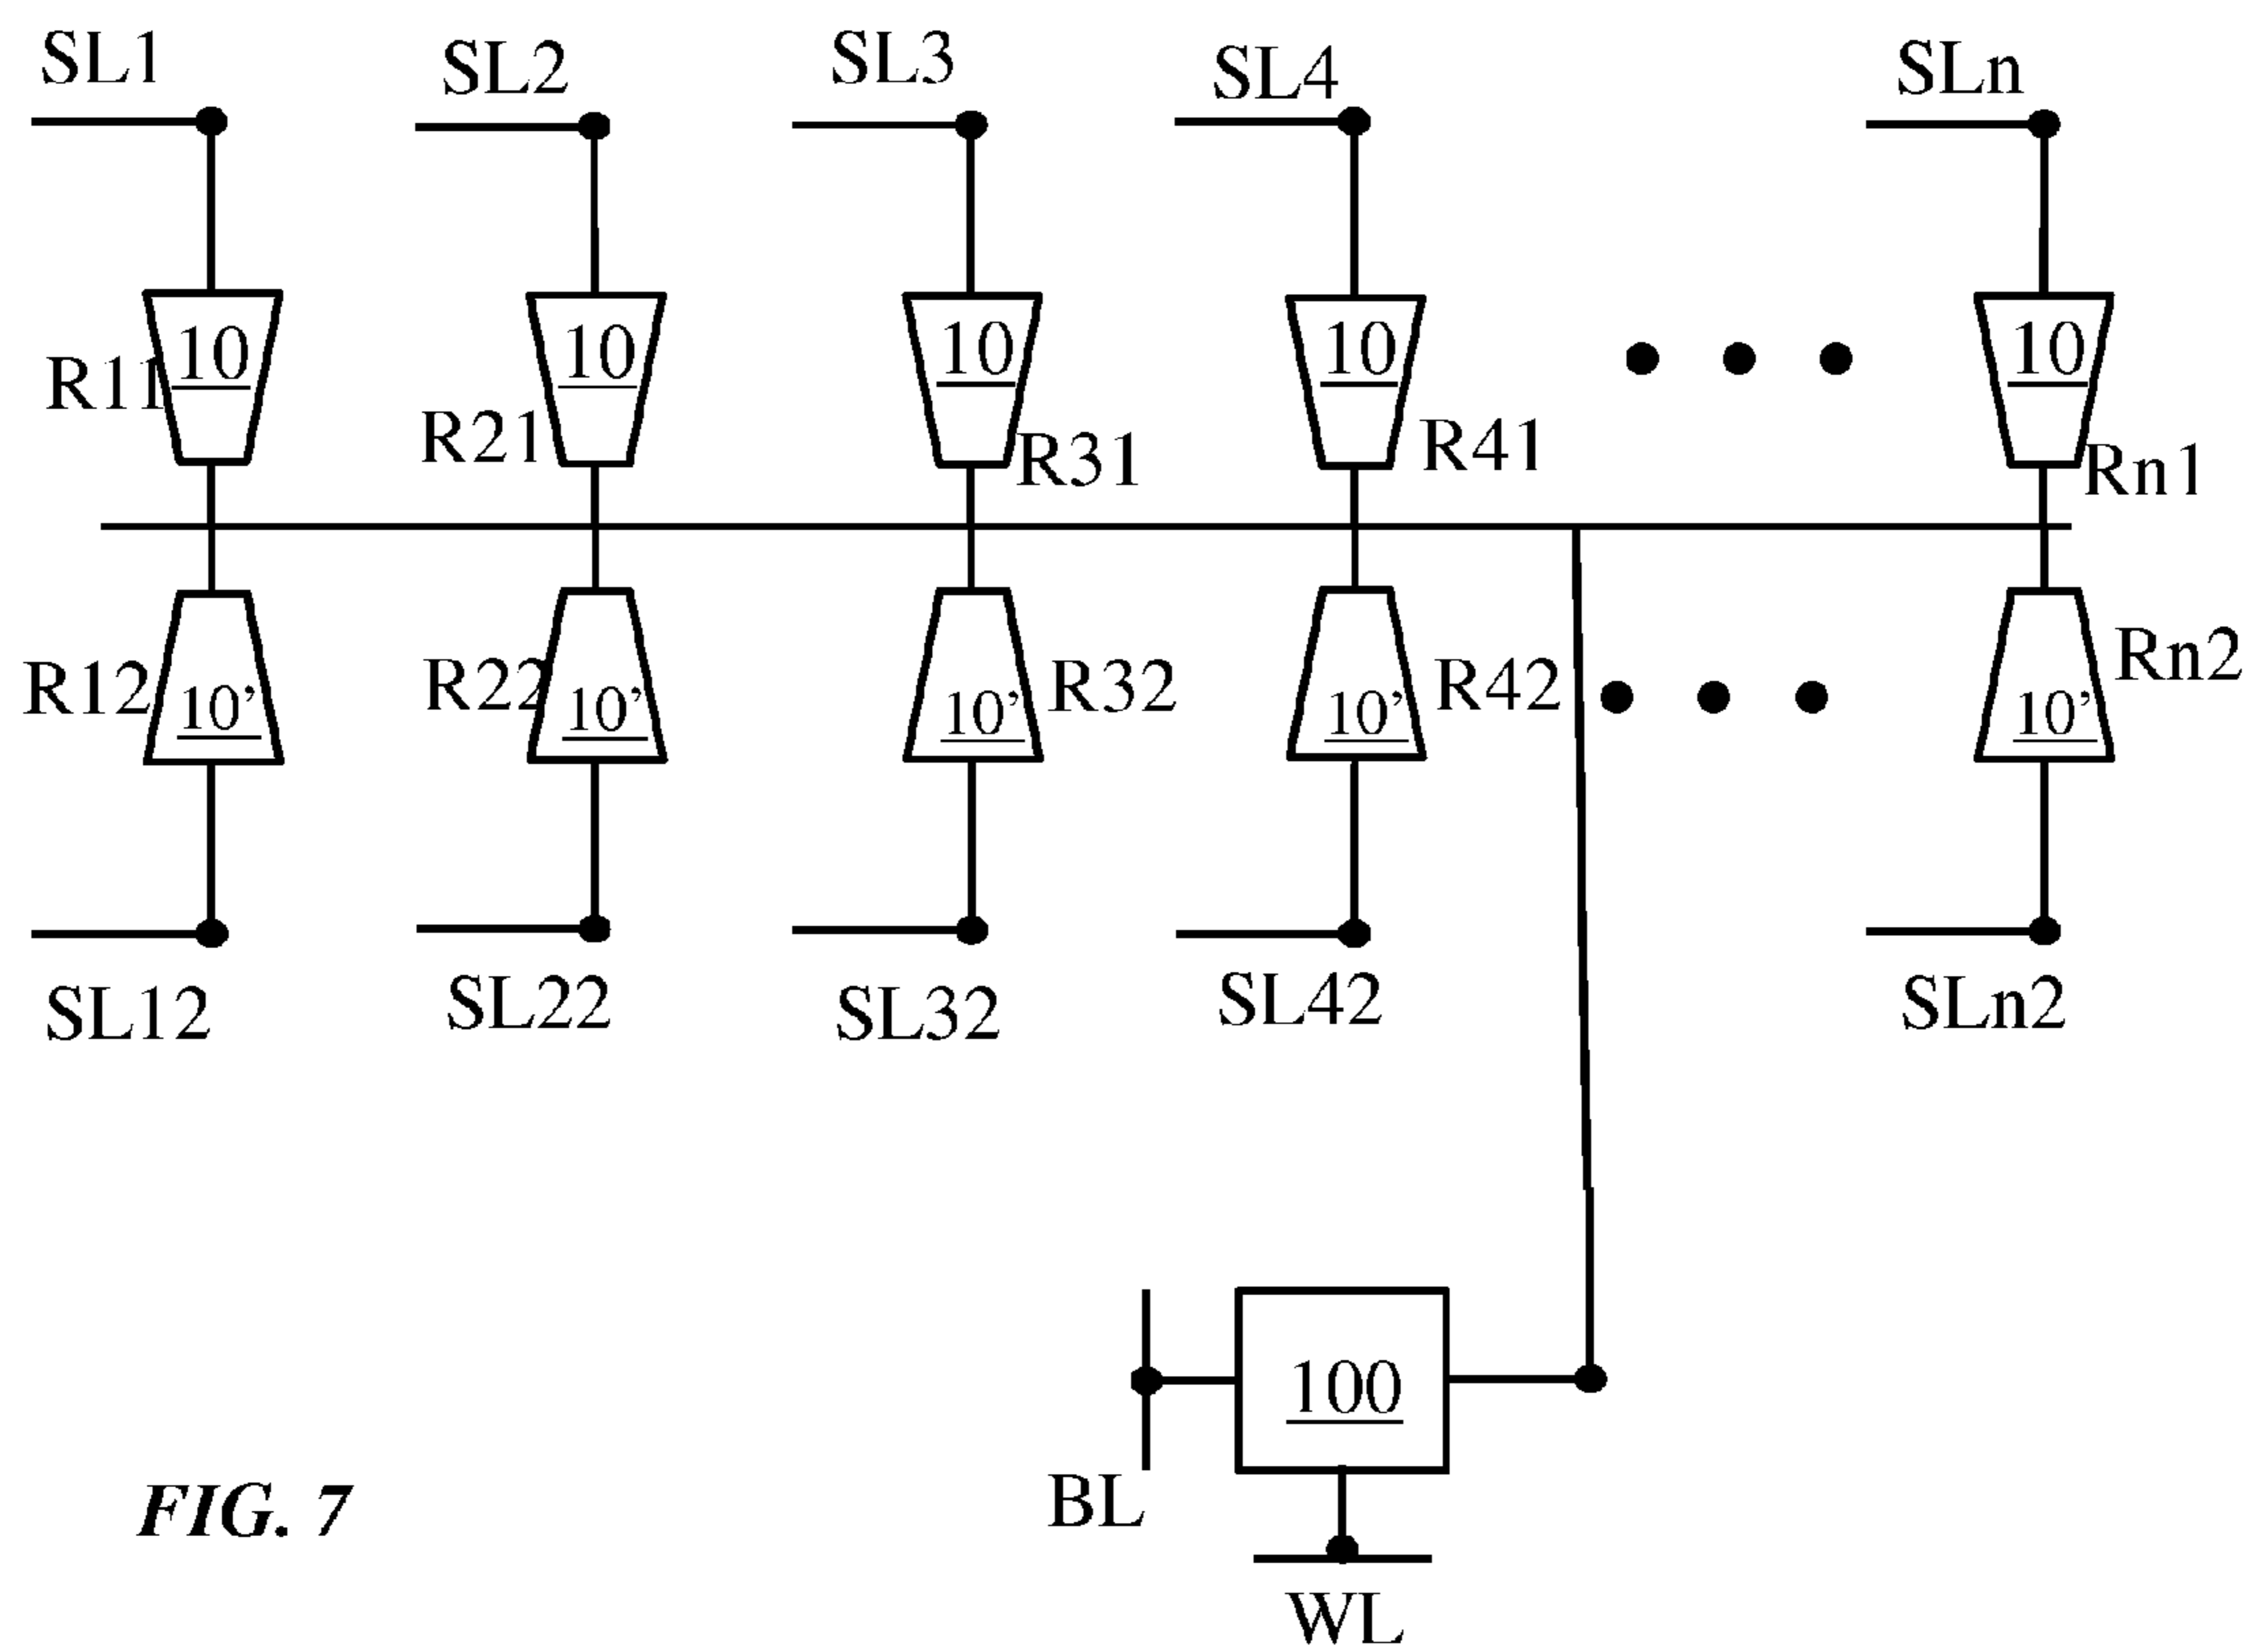 SL1 SL2 SL3 SL4 SLn
10 10 10 10 10
R11 R21 R31 R41 Rn1
R12 R22 R32 R42 Rn2
10’ 10’ 10’ 10’ 10’
SL12 SL22 SL32 SL42 SLn2
100
BL
FIG. 7
WL